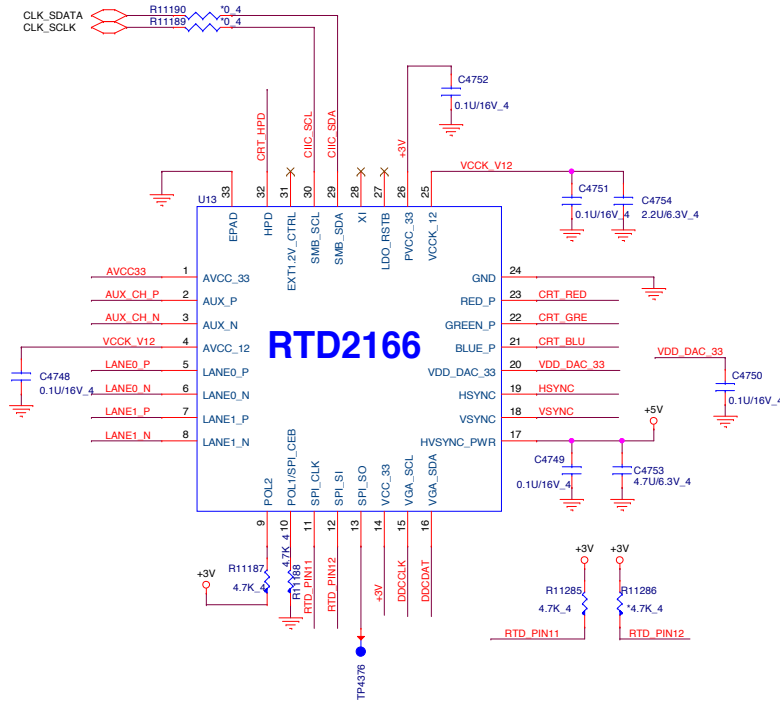 CLK_SDATA
CLK_SCLK
R11190 *0_4
R11189 *0_4
CRT_HPD
CIIC_SCL
CIIC_SDA
+3V
C4752
0.1U/16V_4
VCCK_V12
C4751
0.1U/16V_4
C4754
2.2U/6.3V_4
U13
33 EPAD
32 HPD
31 EXT1.2V_CTRL
30 SMB_SCL
29 SMB_SDA
28 XI
27 LDO_RSTB
26 PVCC_33
25 VCCK_12
AVCC33 1 AVCC_33
AUX_CH_P 2 AUX_P
AUX_CH_N 3 AUX_N
VCCK_V12 4 AVCC_12
LANE0_P 5 LANE0_P
LANE0_N 6 LANE0_N
LANE1_P 7 LANE1_P
LANE1_N 8 LANE1_N
C4748
0.1U/16V_4
RTD2166
GND 24
RED_P 23 CRT_RED
GREEN_P 22 CRT_GRE
BLUE_P 21 CRT_BLU
VDD_DAC_33 20 VDD_DAC_33
HSYNC 19 HSYNC
VSYNC 18 VSYNC
HVSYNC_PWR 17
VDD_DAC_33
C4750
0.1U/16V_4
+5V
C4749
0.1U/16V_4
C4753
4.7U/6.3V_4
POL2 9
POL1/SPI_CEB 10
SPI_CLK 11
SPI_SI 12
SPI_SO 13
VCC_33 14
VGA_SCL 15
VGA_SDA 16
R11187
4.7K_4
+3V
4.7K_4
R11188
RTD_PIN11
RTD_PIN12
+3V
DDCCLK
DDCDAT
TP4376
+3V
R11285
4.7K_4
RTD_PIN11
+3V
R11286
*4.7K_4
RTD_PIN12